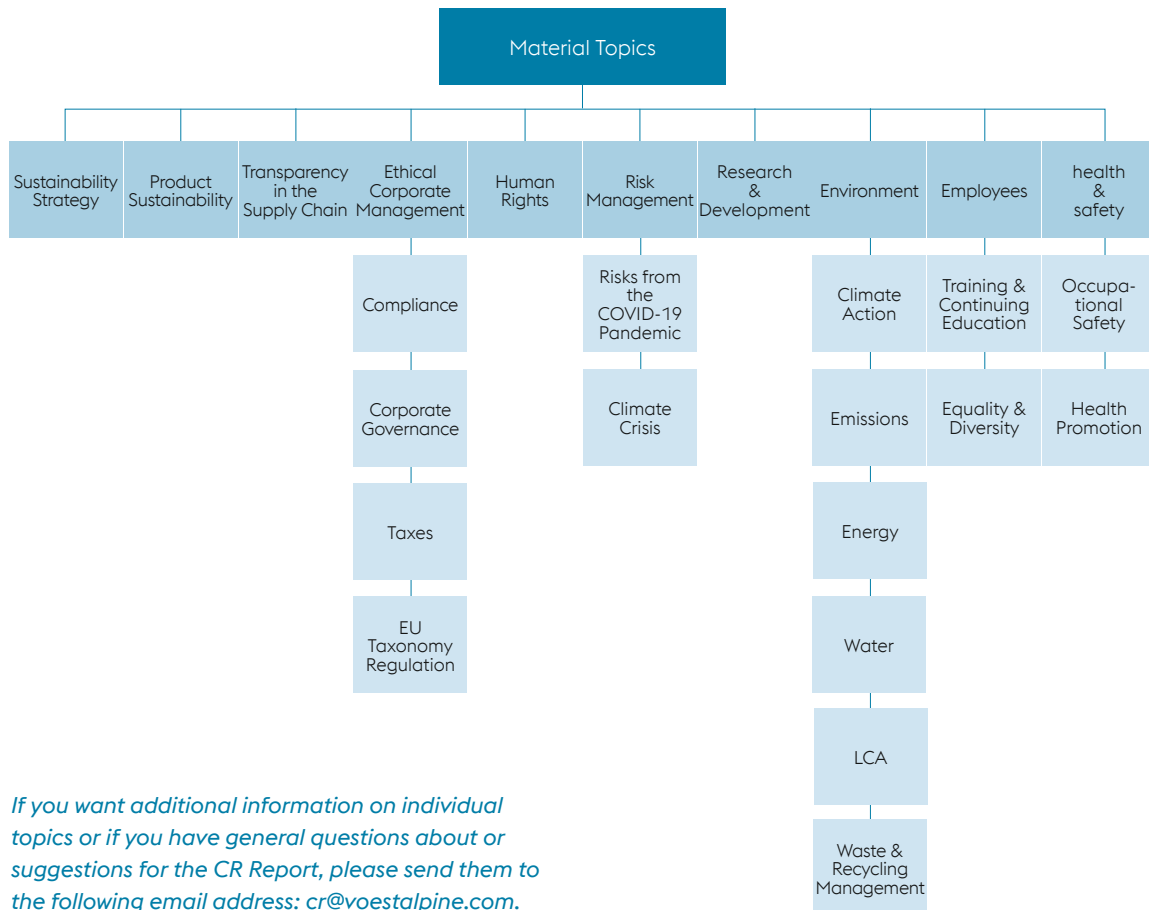 Material Topics
Sustainability
Strategy
Product
Sustainability
Transparency
in the
Supply Chain
Ethical
Corporate
Management
Human
Rights
Risk
Management
Research
&
Development
Environment
Employees
health
&
safety
Compliance
Risks from
the
COVID-19
Pandemic
Climate
Action
Training &
Continuing
Education
Occupa-
tional
Safety
Corporate
Governance
Climate
Crisis
Emissions
Equality &
Diversity
Health
Promotion
Taxes
Energy
EU
Taxonomy
Regulation
Water
LCA
Waste &
Recycling
Management
If you want additional information on individual
topics or if you have general questions about or
suggestions for the CR Report, please send them to
the following email address: cr@voestalpine.com.